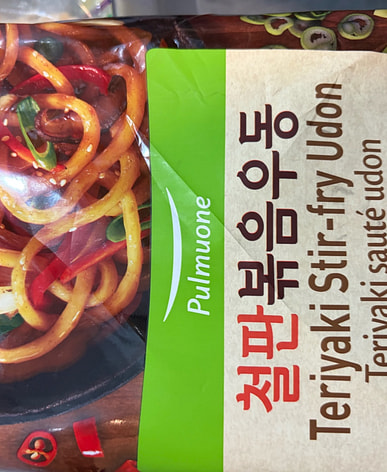 Pulmuone
철판볶음우동
Teriyaki Stir-fry Udon
Teriyaki sauté udon